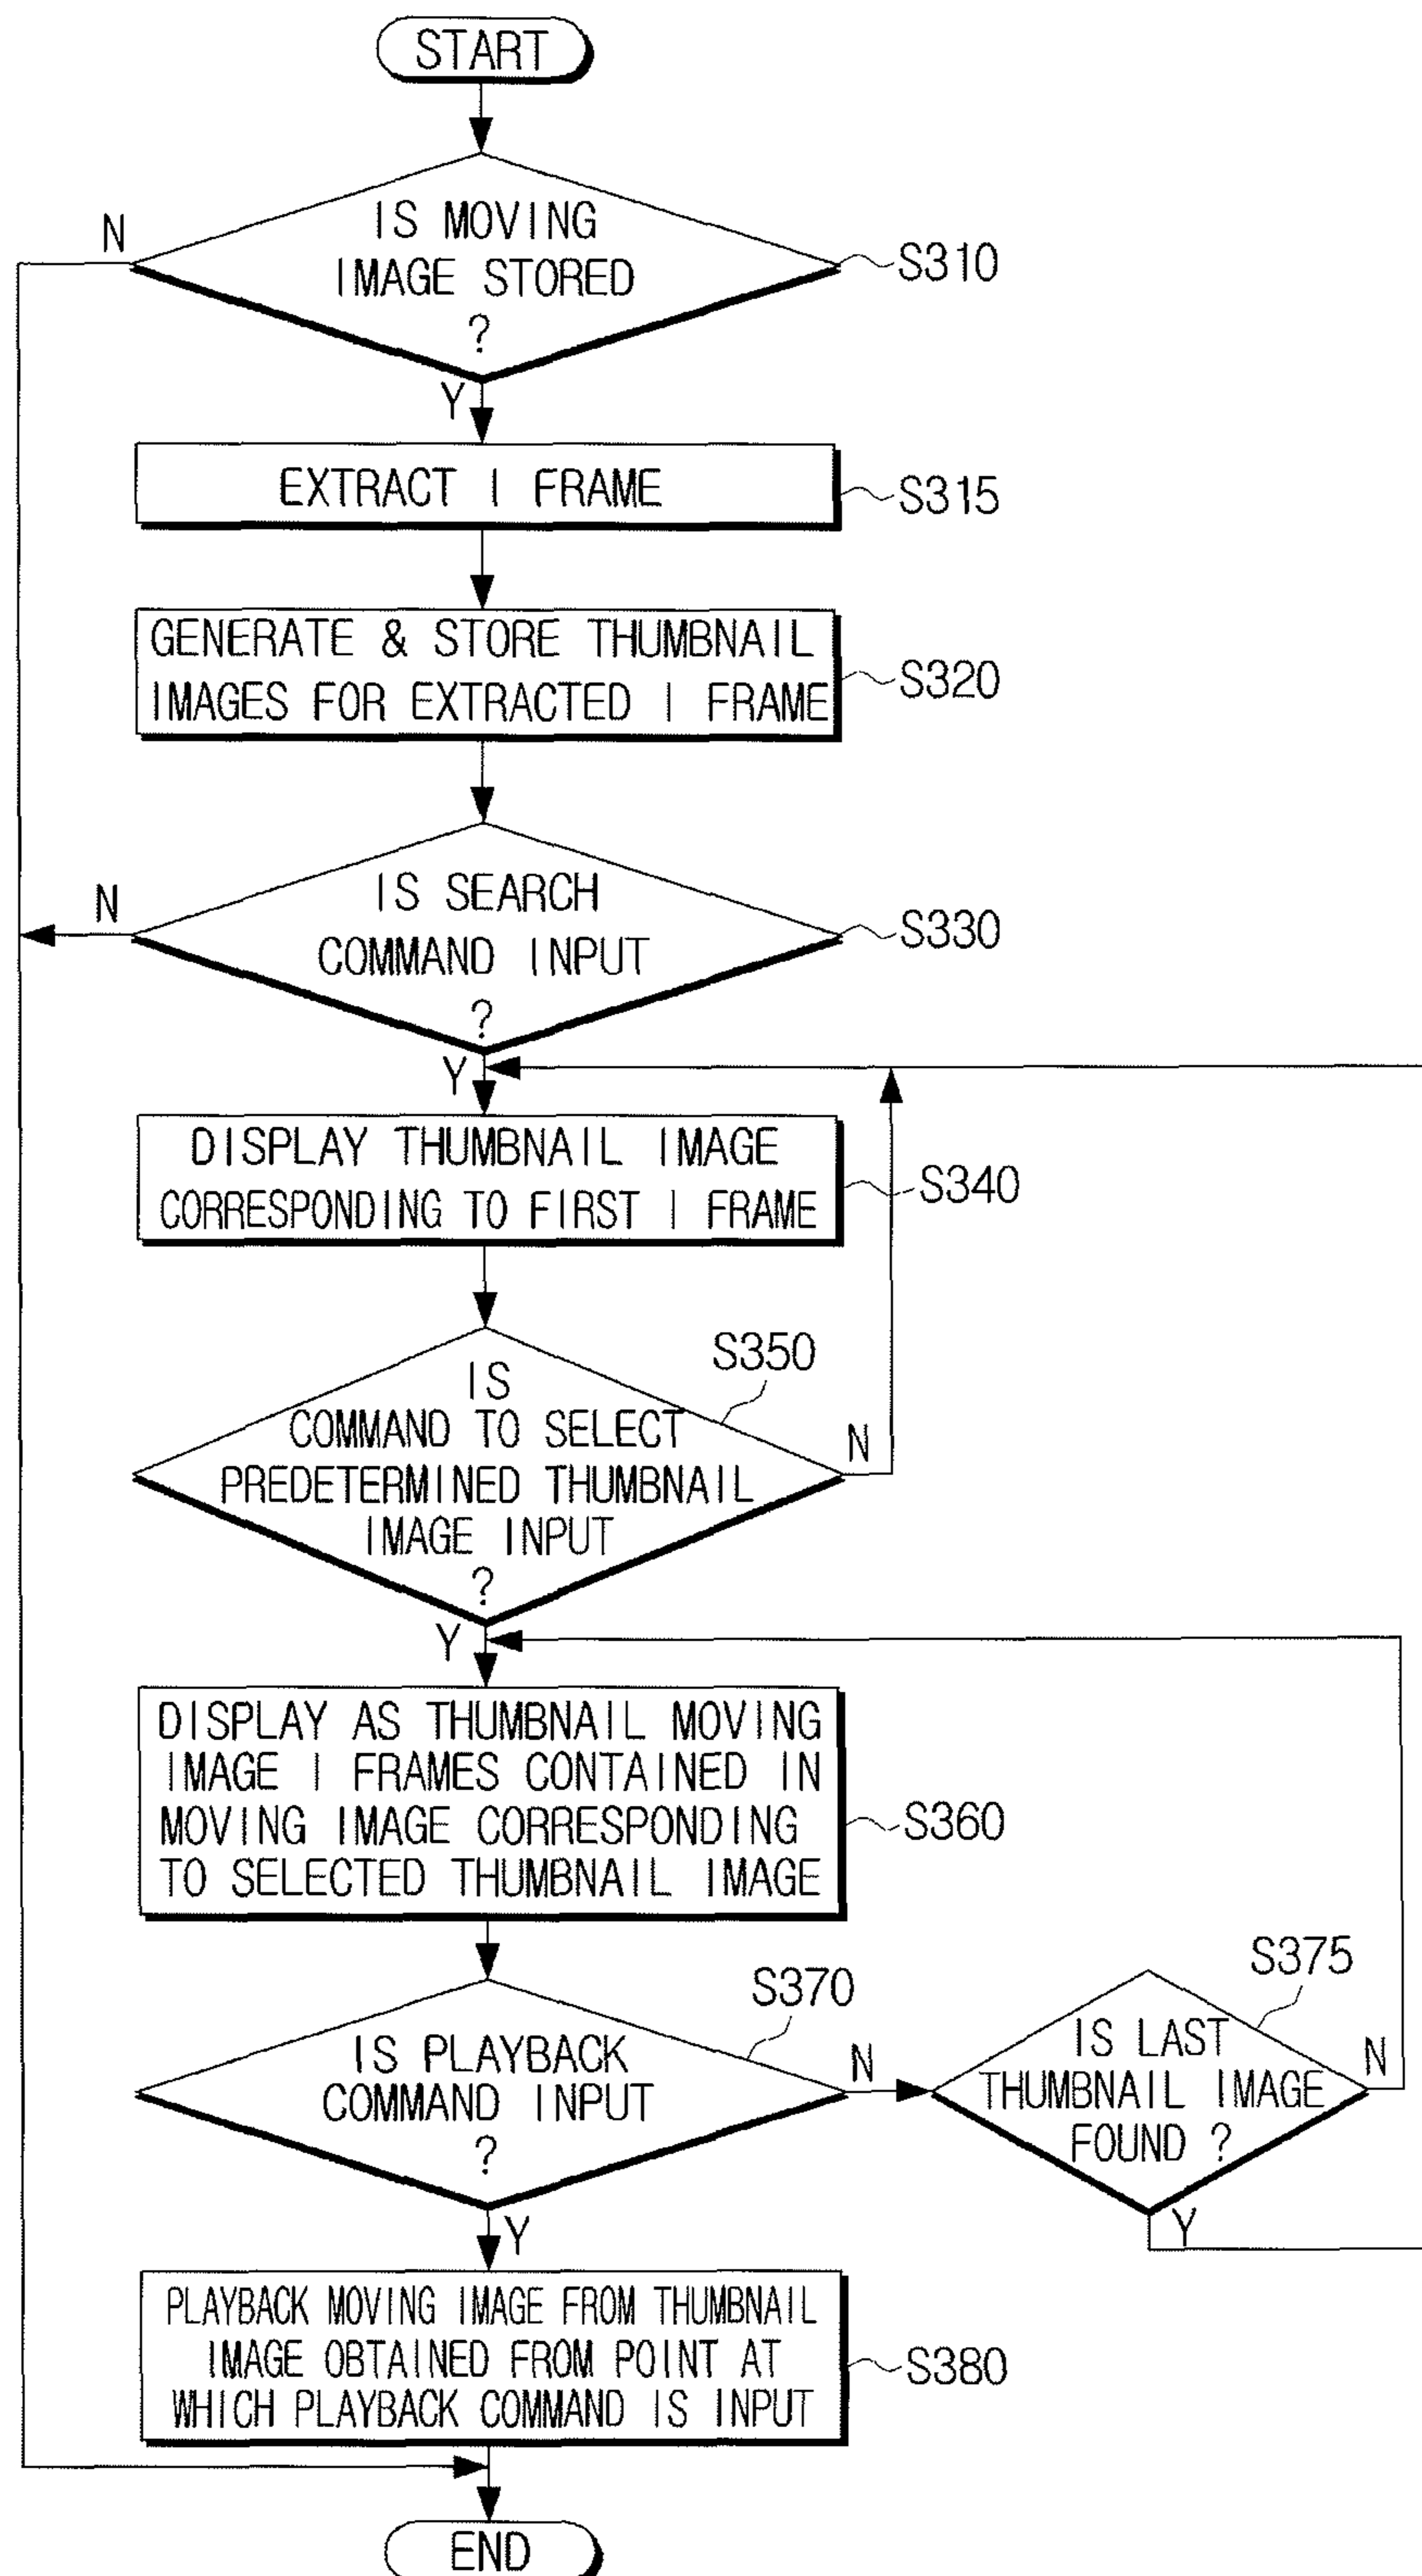 START
N
IS MOVING
IMAGE STORED
?
S310
Y
EXTRACT I FRAME
S315
GENERATE & STORE THUMBNAIL
IMAGES FOR EXTRACTED I FRAME
S320
N
IS SEARCH
COMMAND INPUT
?
S330
Y
DISPLAY THUMBNAIL IMAGE
CORRESPONDING TO FIRST I FRAME
S340
S350
IS
COMMAND TO SELECT
PREDETERMINED THUMBNAIL
IMAGE INPUT
?
N
Y
DISPLAY AS THUMBNAIL MOVING
IMAGE I FRAMES CONTAINED IN
MOVING IMAGE CORRESPONDING
TO SELECTED THUMBNAIL IMAGE
S360
S370
IS PLAYBACK
COMMAND INPUT
?
N
S375
IS LAST
THUMBNAIL IMAGE
FOUND ?
N
Y
Y
PLAYBACK MOVING IMAGE FROM THUMBNAIL
IMAGE OBTAINED FROM POINT AT
WHICH PLAYBACK COMMAND IS INPUT
S380
END